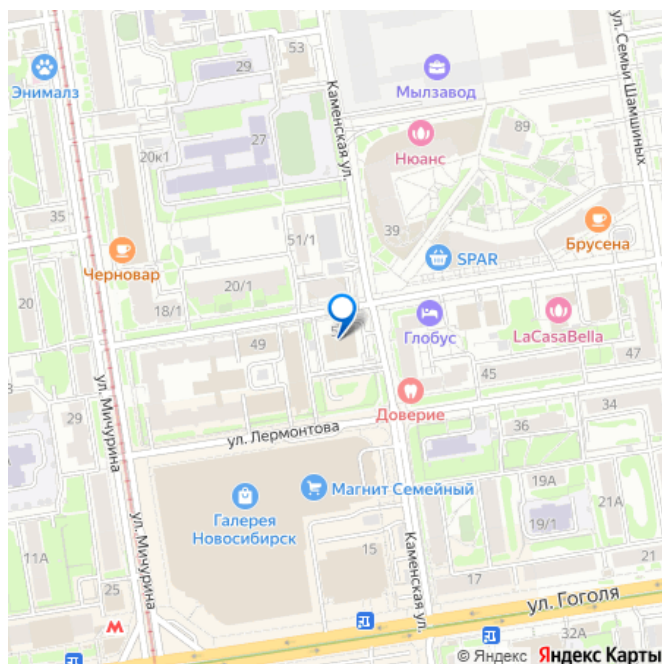 53
Энималз
29
Каменская ул.
Мылзавод
ул. Семьи Шамшиных
Нюанс
89
27
20к1
35
51/1
39
Брусена
Черновар
SPAR
20/1
20
18/1
Глобус
LaCasaBella
49
47
45
ул. Мичурина
Доверие
34
29
ул. Лермонтова
36
Магнит Семейный
19А
21А
Галерея
Новосибирск
19/1
11А
ул. Мичурина
15
Каменская ул.
21
25
17
ул. Гоголя
М
32А
© Яндекс Яндекс Карты